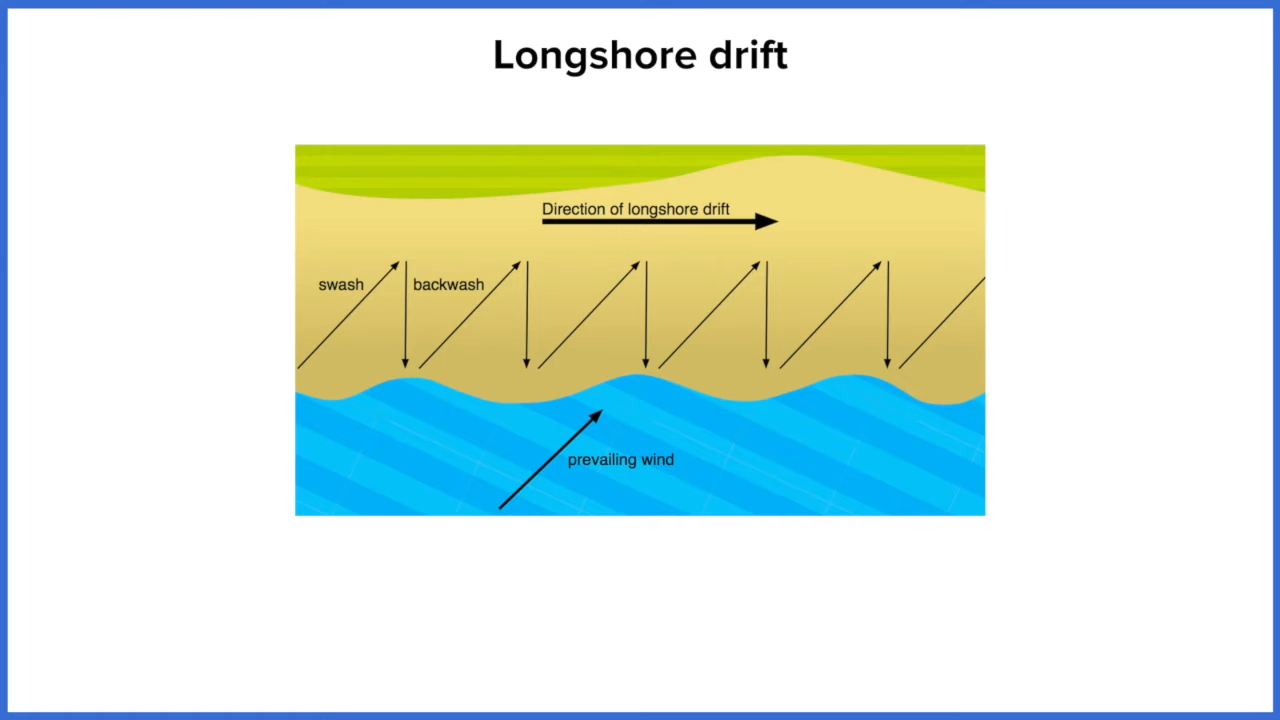 Longshore drift
Direction of longshore drift
swash
backwash
prevailing wind